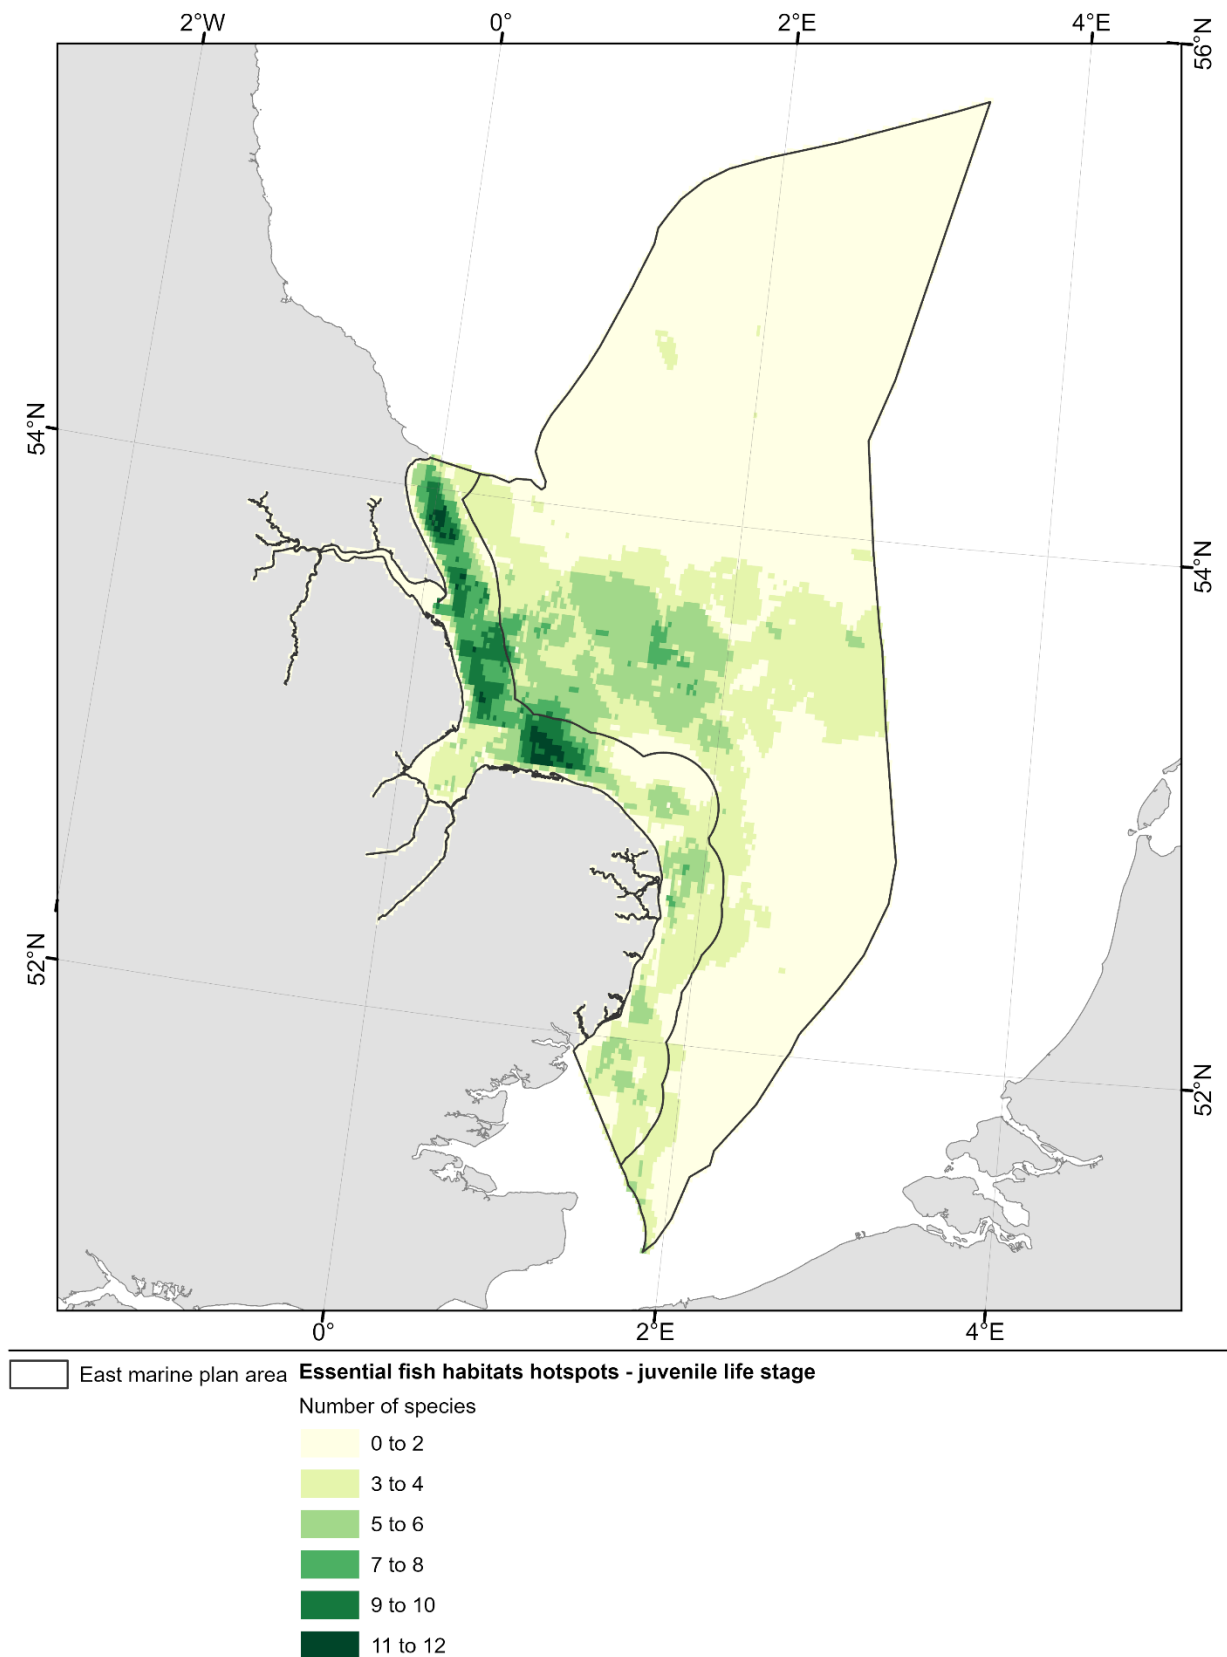 2°W 0° 2°E 4°E
56°N
54°N
54°N
52°N
52°N
0° 2°E 4°E
East marine plan area
Essential fish habitats hotspots - juvenile life stage
Number of species
0 to 2
3 to 4
5 to 6
7 to 8
9 to 10
11 to 12